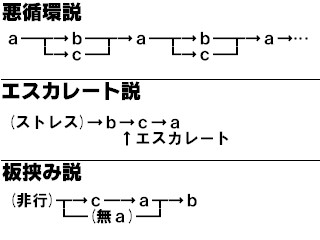 悪循環説
a → b → a → b → a → …
→ c → c
エスカレート説
(ストレス) → b → c → a
↑エスカレート
板挟み説
(非行) → c → a → b
(無a)